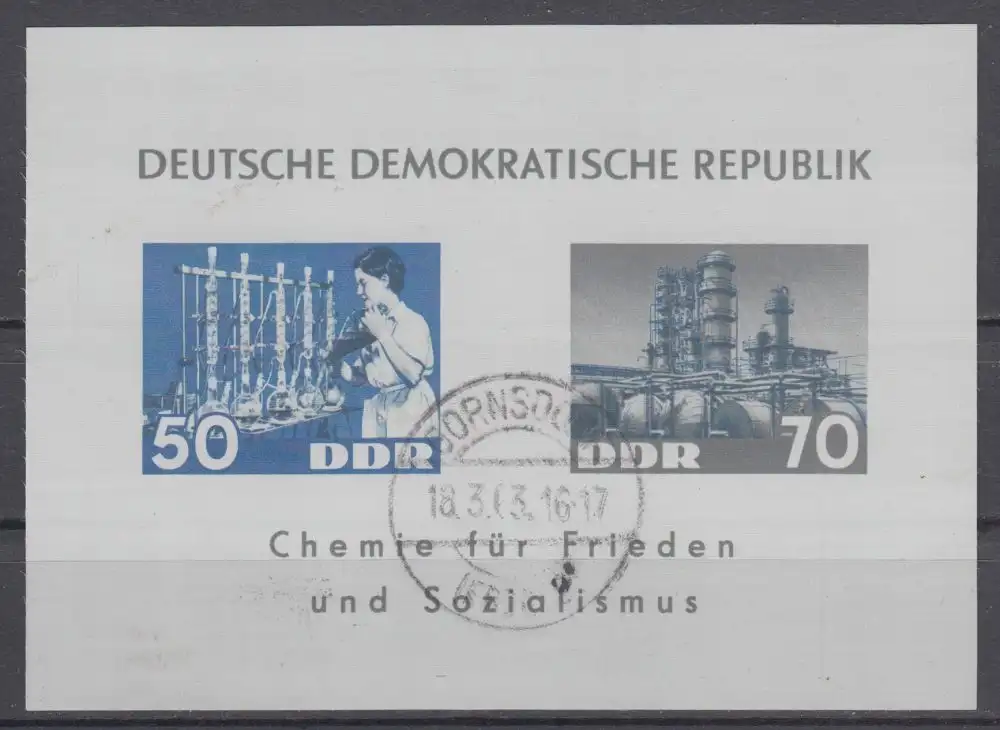 DEUTSCHE DEMOKRATISCHE REPUBLIK
50 DDR
DDR 70
18.3.63.16-17
Chemie für Frieden
und Sozialismus